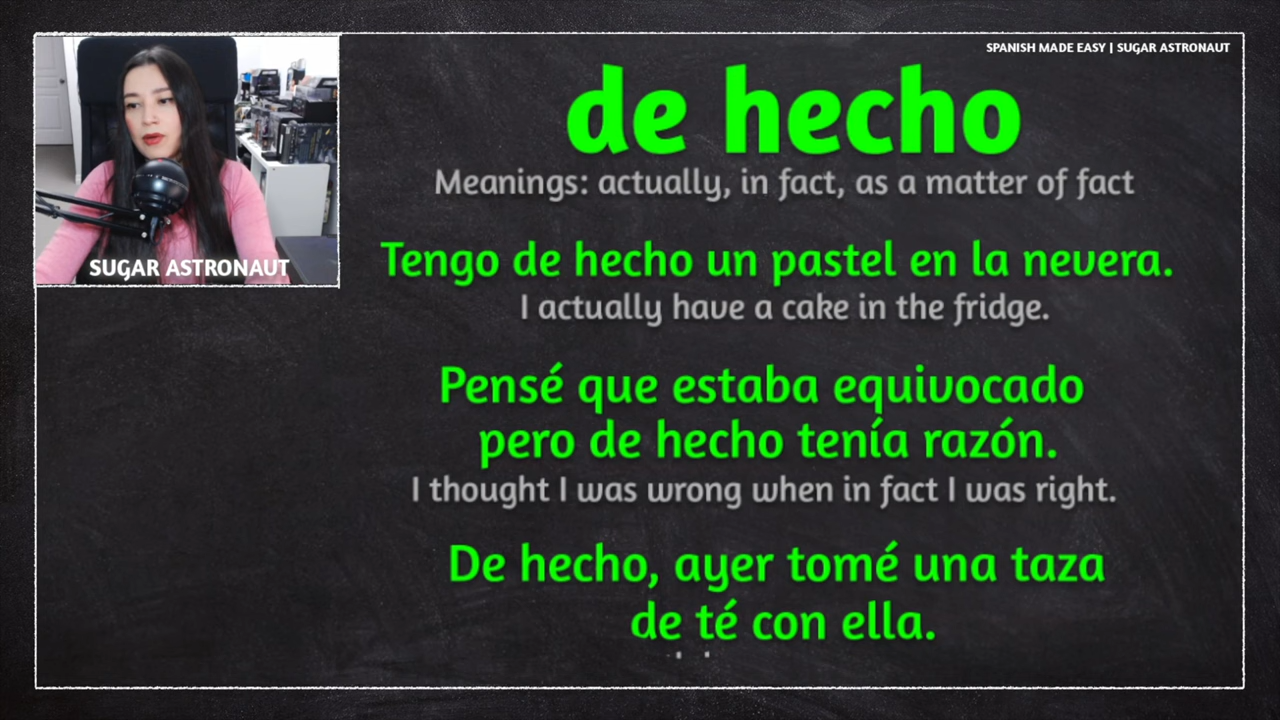 SPANISH MADE EASY | SUGAR ASTRONAUT
de hecho
Meanings: actually, in fact, as a matter of fact
SUGAR ASTRONAUT
Tengo de hecho un pastel en la nevera.
I actually have a cake in the fridge.
Pensé que estaba equivocado
pero de hecho tenía razón.
I thought I was wrong when in fact I was right.
De hecho, ayer tomé una taza
de té con ella.